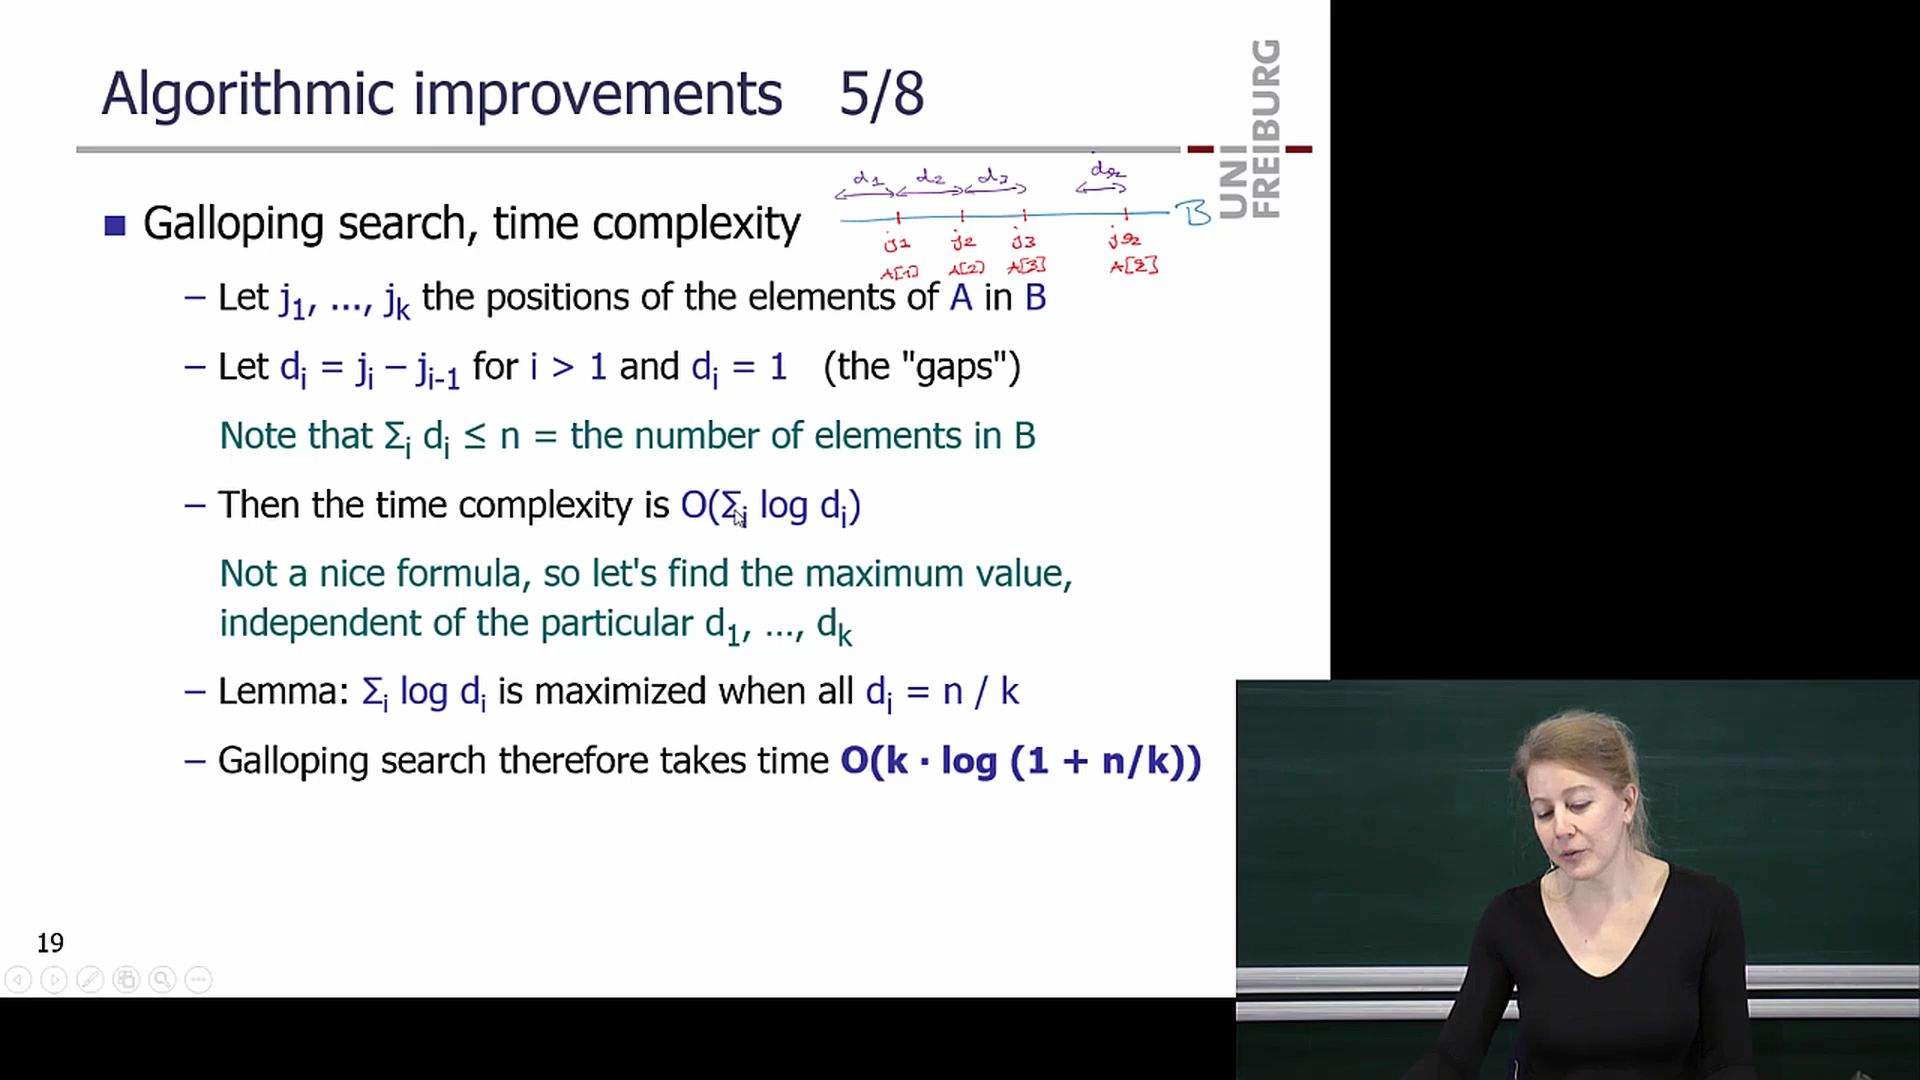 Algorithmic improvements 5/8
UNI
FREIBURG
d1 d2 d3 dk
Galloping search, time complexity
B
j1 j2 j3 jk
A[1] A[2] A[3] A[k]
– Let j1, ..., jk the positions of the elements of A in B
– Let di = ji – ji-1 for i > 1 and di = 1 (the "gaps")
Note that Σi di ≤ n = the number of elements in B
– Then the time complexity is O(Σi log di)
Not a nice formula, so let's find the maximum value,
independent of the particular d1, ..., dk
– Lemma: Σi log di is maximized when all di = n / k
– Galloping search therefore takes time O(k · log (1 + n/k))
19